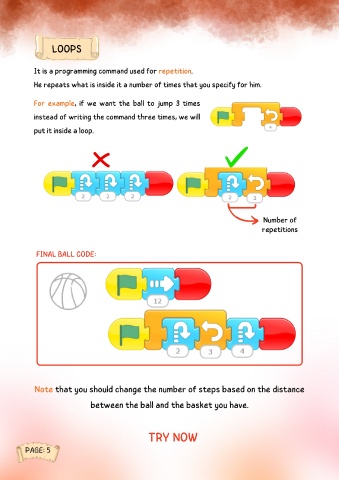 LOOPS
It is a programming command used for repetition.
He repeats what is inside it a number of times that you specify for him.
For example, if we want the ball to jump 3 times
instead of writing the command three times, we will
put it inside a loop.
2 2 2
2 3
Number of
repetitions
FINAL BALL CODE:
12
2 3 4
Note that you should change the number of steps based on the distance
between the ball and the basket you have.
TRY NOW
PAGE: 5